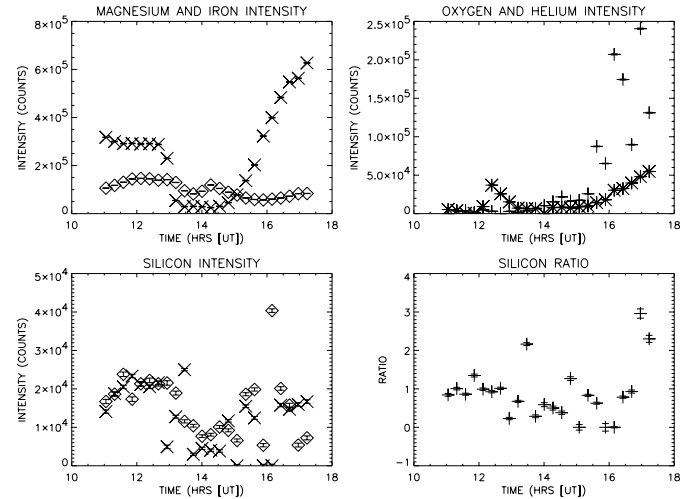 MAGNESIUM AND IRON INTENSITY
8×10⁵
6×10⁵
4×10⁵
2×10⁵
0
INTENSITY (COUNTS)
10 12 14 16 18
TIME (HRS [UT])
OXYGEN AND HELIUM INTENSITY
2.5×10⁵
2.0×10⁵
1.5×10⁵
1.0×10⁵
5.0×10⁴
0
INTENSITY (COUNTS)
10 12 14 16 18
TIME (HRS [UT])
SILICON INTENSITY
5×10⁴
4×10⁴
3×10⁴
2×10⁴
1×10⁴
0
INTENSITY (COUNTS)
10 12 14 16 18
TIME (HRS [UT])
SILICON RATIO
4
3
2
1
0
−1
RATIO
10 12 14 16 18
TIME (HRS [UT])